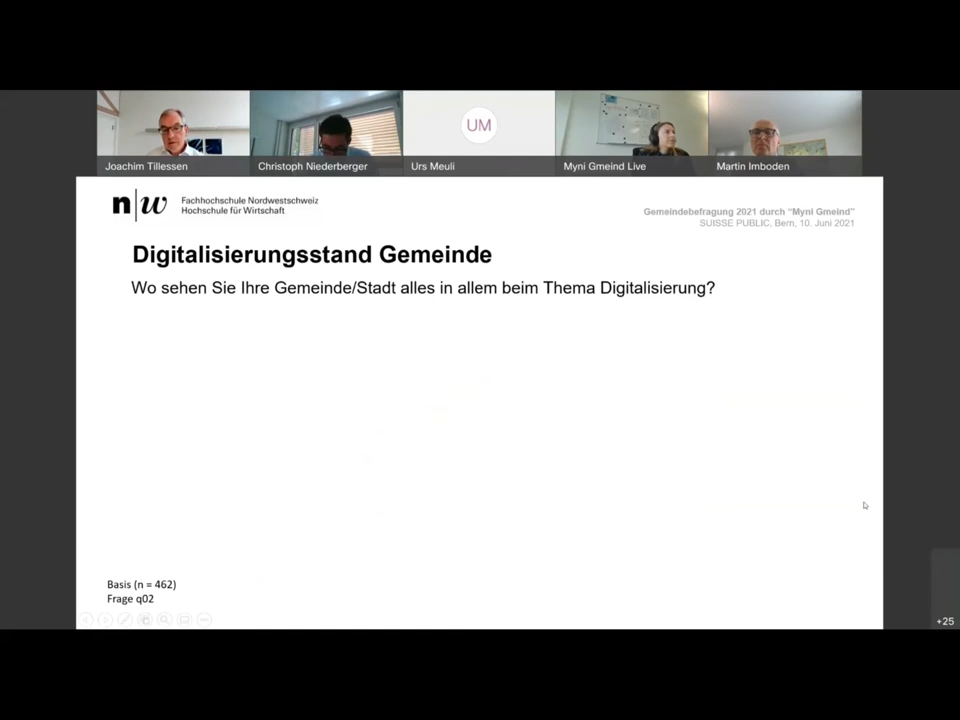 UM
Joachim Tillessen
Christoph Niederberger
Urs Meuli
Myni Gmeind Live
Martin Imboden
n|w
Fachhochschule Nordwestschweiz
Hochschule für Wirtschaft
Gemeindebefragung 2021 durch “Myni Gmeind”
SUISSE PUBLIC, Bern, 10. Juni 2021
Digitalisierungsstand Gemeinde
Wo sehen Sie Ihre Gemeinde/Stadt alles in allem beim Thema Digitalisierung?
Basis (n = 462)
Frage q02
+25